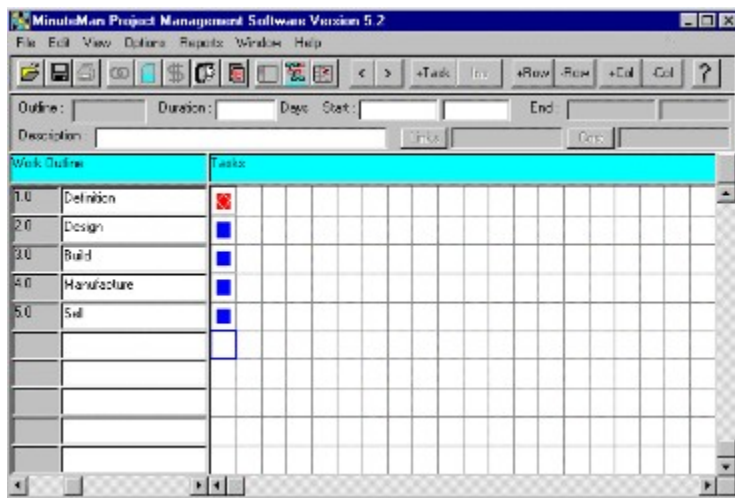 MinuteMan Project Management Software Version 5.2
File Edit View Options Reports Window Help
< > +Task Ins +Row -Row +Col -Col ?
Outline: Duration: Days Start: End:
Description: Links
Work Outline Tasks
1.0 Definition
2.0 Design
3.0 Build
4.0 Manufacture
5.0 Sell